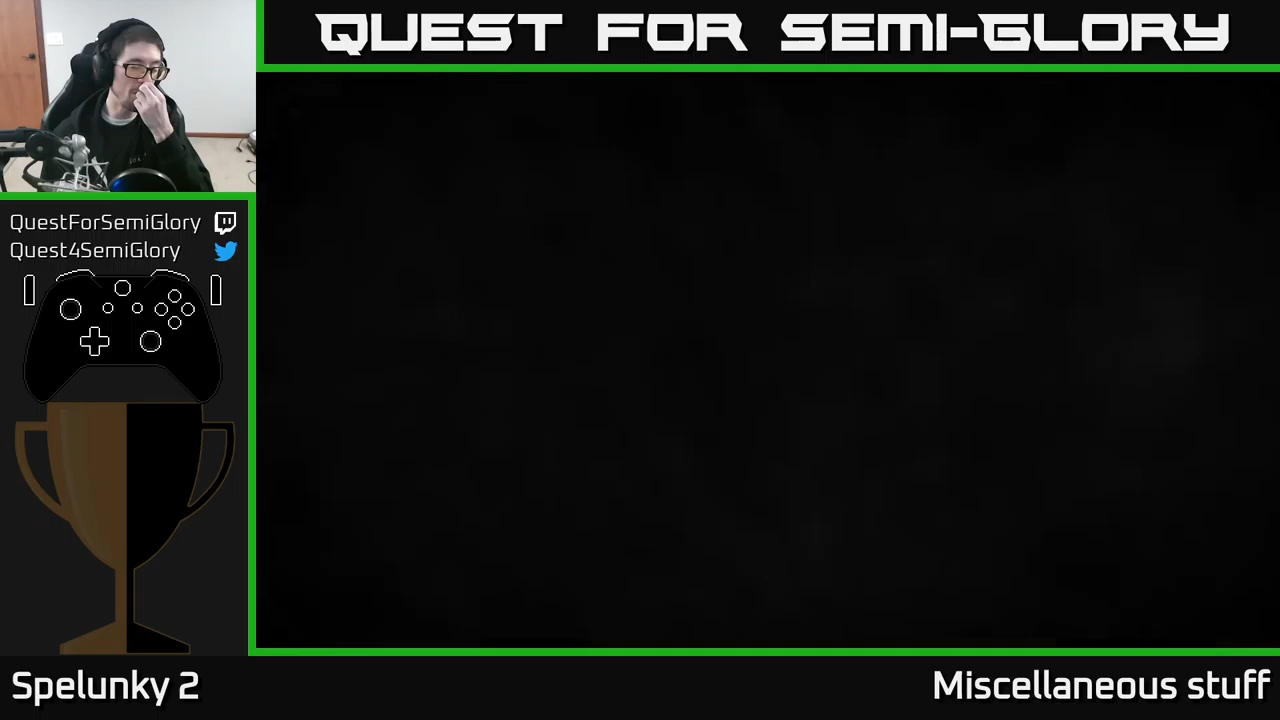 QUEST FOR SEMI-GLORY
QuestForSemiGlory
Quest4SemiGlory
Spelunky 2
Miscellaneous stuff